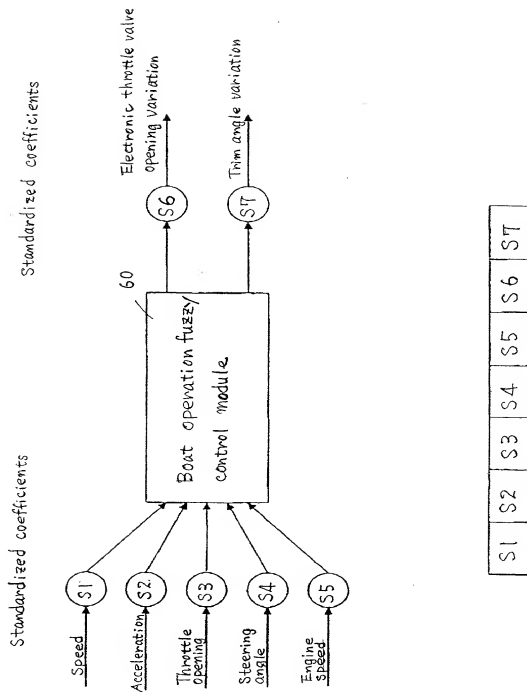 Standardized coefficients
Standardized coefficients
Speed
S1
Acceleration
S2
Throttle
opening
S3
Steering
angle
S4
Engine
speed
S5
60
Boat operation fuzzy
control module
S6
Electronic throttle valve
opening variation
S7
Trim angle variation
S1 S2 S3 S4 S5 S6 S7